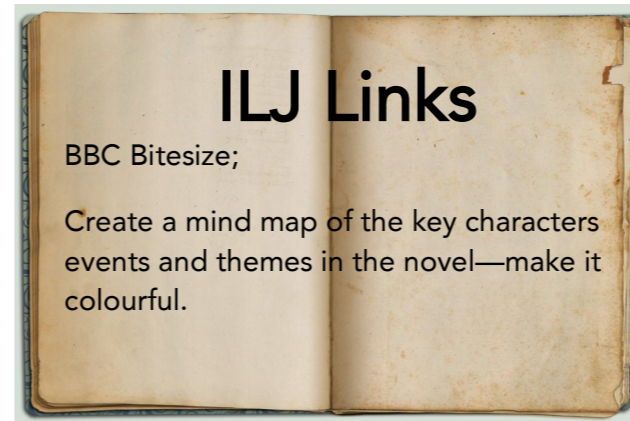 ILJ Links
BBC Bitesize;
Create a mind map of the key characters
events and themes in the novel—make it
colourful.